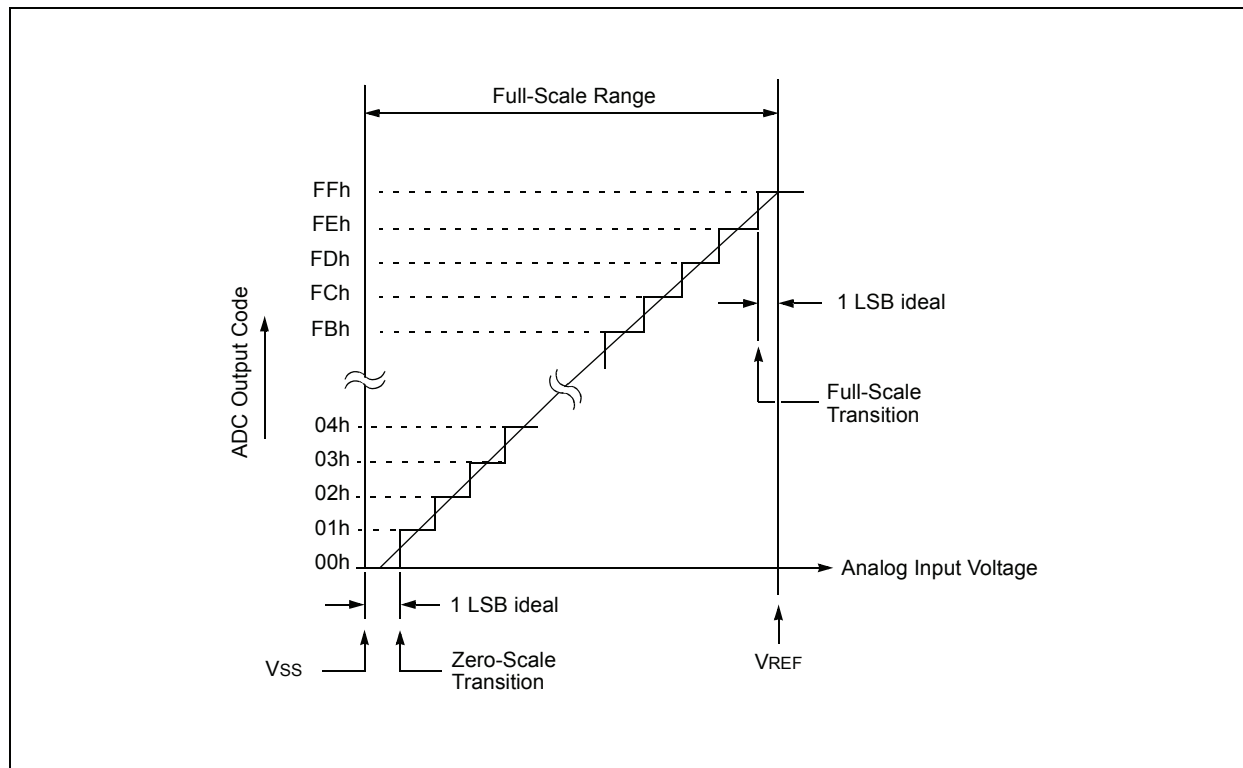 Full-Scale Range
FFh
FEh
FDh
FCh
FBh
1 LSB ideal
ADC Output Code
Full-Scale
Transition
04h
03h
02h
01h
00h
Analog Input Voltage
1 LSB ideal
VSS
Zero-Scale
Transition
VREF